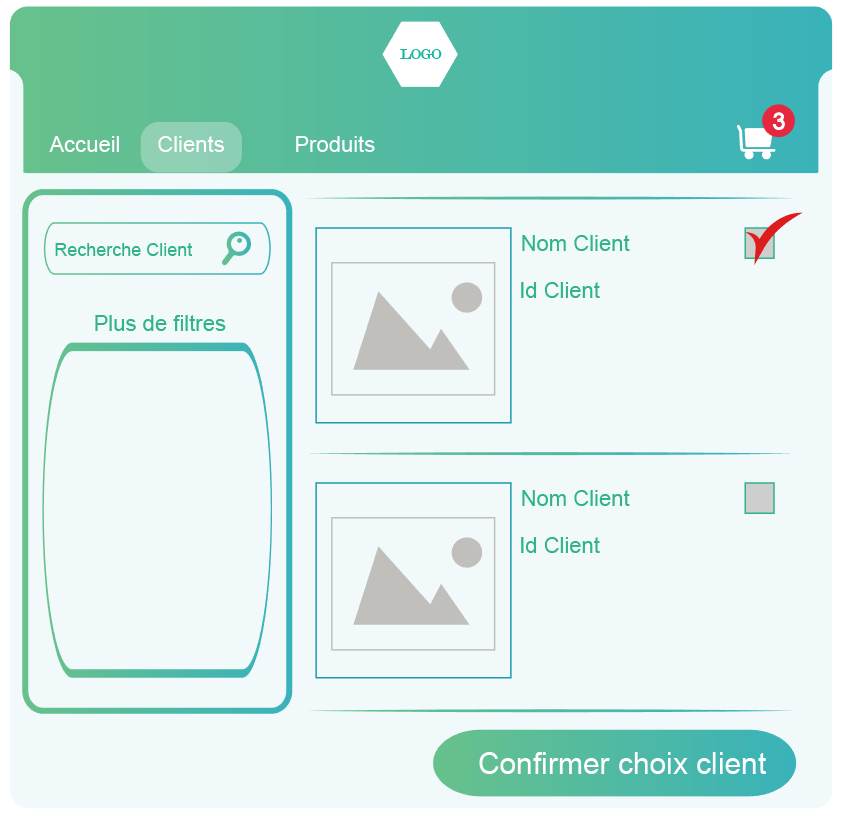 LOGO
3
Accueil
Clients
Produits
Recherche Client
Plus de filtres
Nom Client
Id Client
Nom Client
Id Client
Confirmer choix client